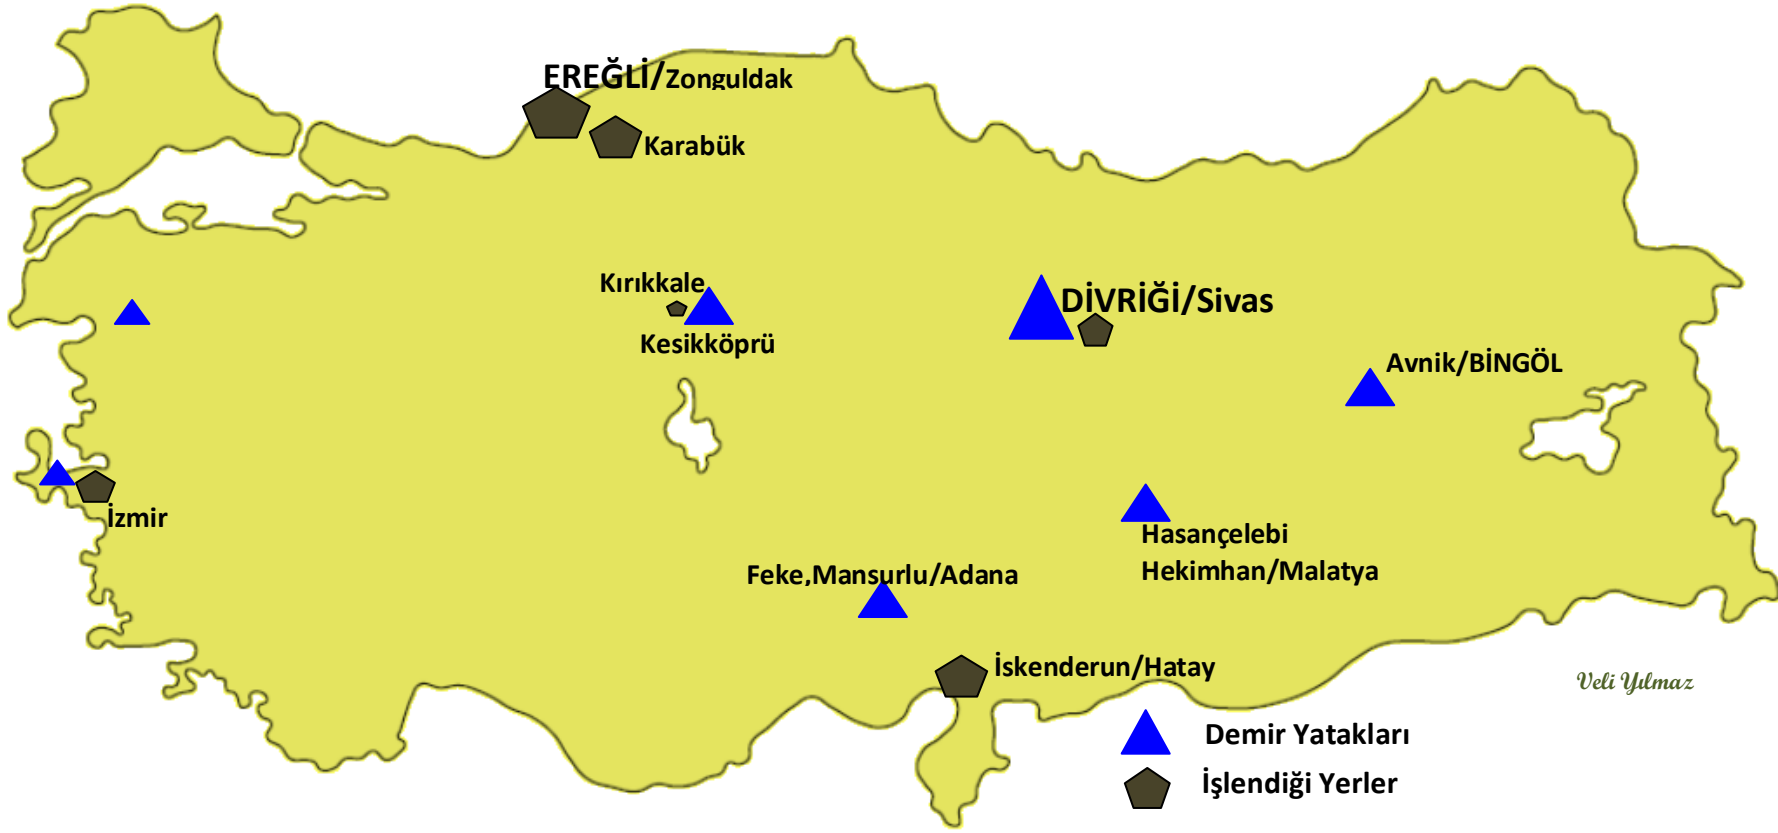 EREĞLİ/Zonguldak
Karabük
Kırıkkale
Kesikköprü
DİVRİĞİ/Sivas
Avnik/BİNGÖL
İzmir
Hasançelebi
Hekimhan/Malatya
Feke,Mansurlu/Adana
İskenderun/Hatay
Veli Yılmaz
Demir Yatakları
İşlendiği Yerler